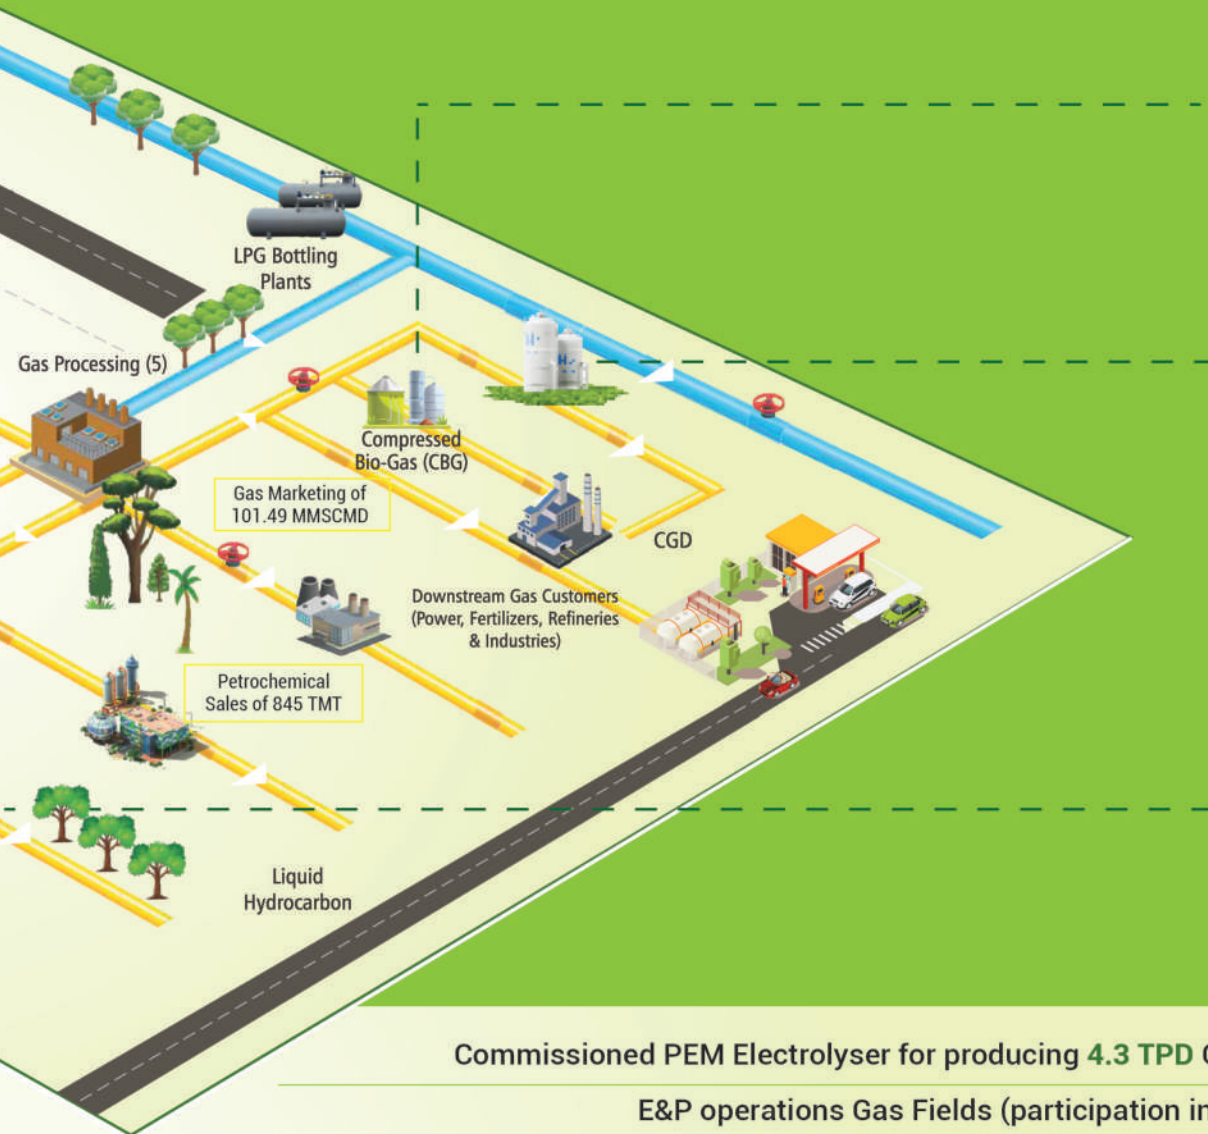 LPG Bottling
Plants
Gas Processing (5)
Compressed
Bio-Gas (CBG)
Gas Marketing of
101.49 MMSCMD
CGD
Downstream Gas Customers
(Power, Fertilizers, Refineries
& Industries)
Petrochemical
Sales of 845 TMT
Liquid
Hydrocarbon
Commissioned PEM Electrolyser for producing 4.3 TPD
E&P operations Gas Fields (participation in